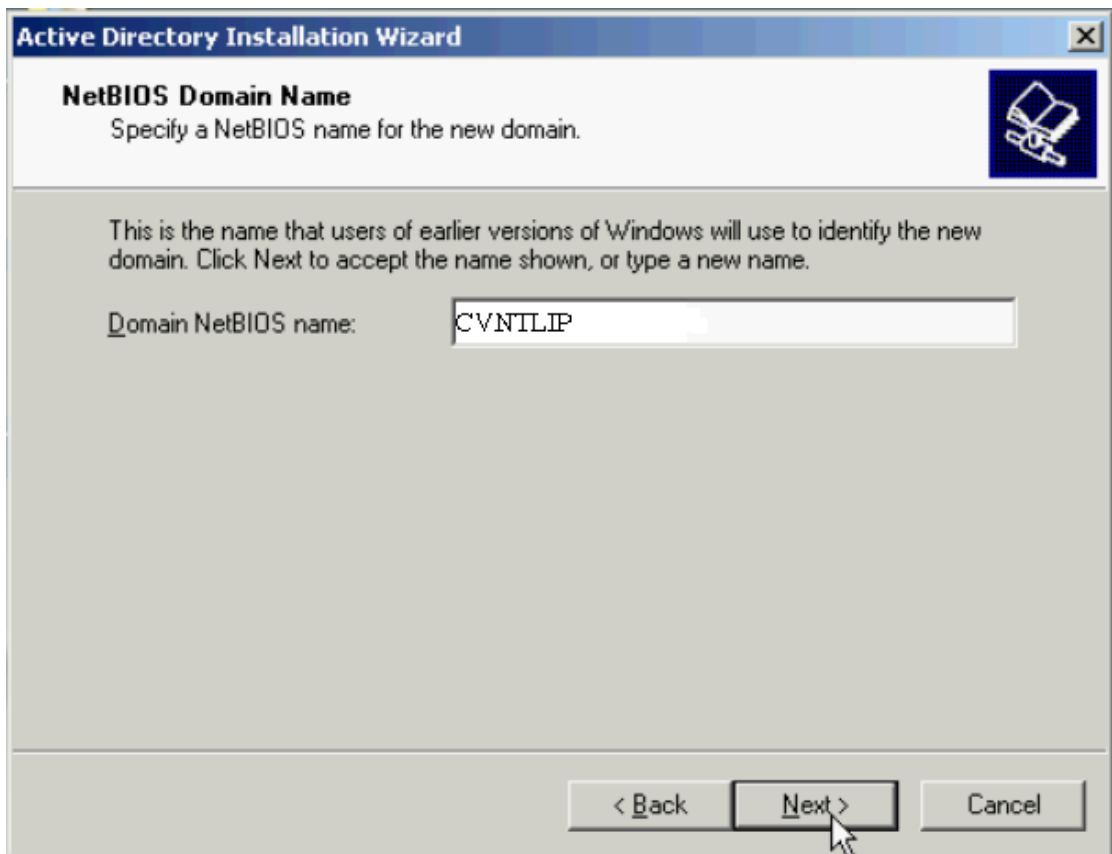 Active Directory Installation Wizard
NetBIOS Domain Name
Specify a NetBIOS name for the new domain.
This is the name that users of earlier versions of Windows will use to identify the new
domain. Click Next to accept the name shown, or type a new name.
Domain NetBIOS name: CVNTLIP
< Back Next > Cancel